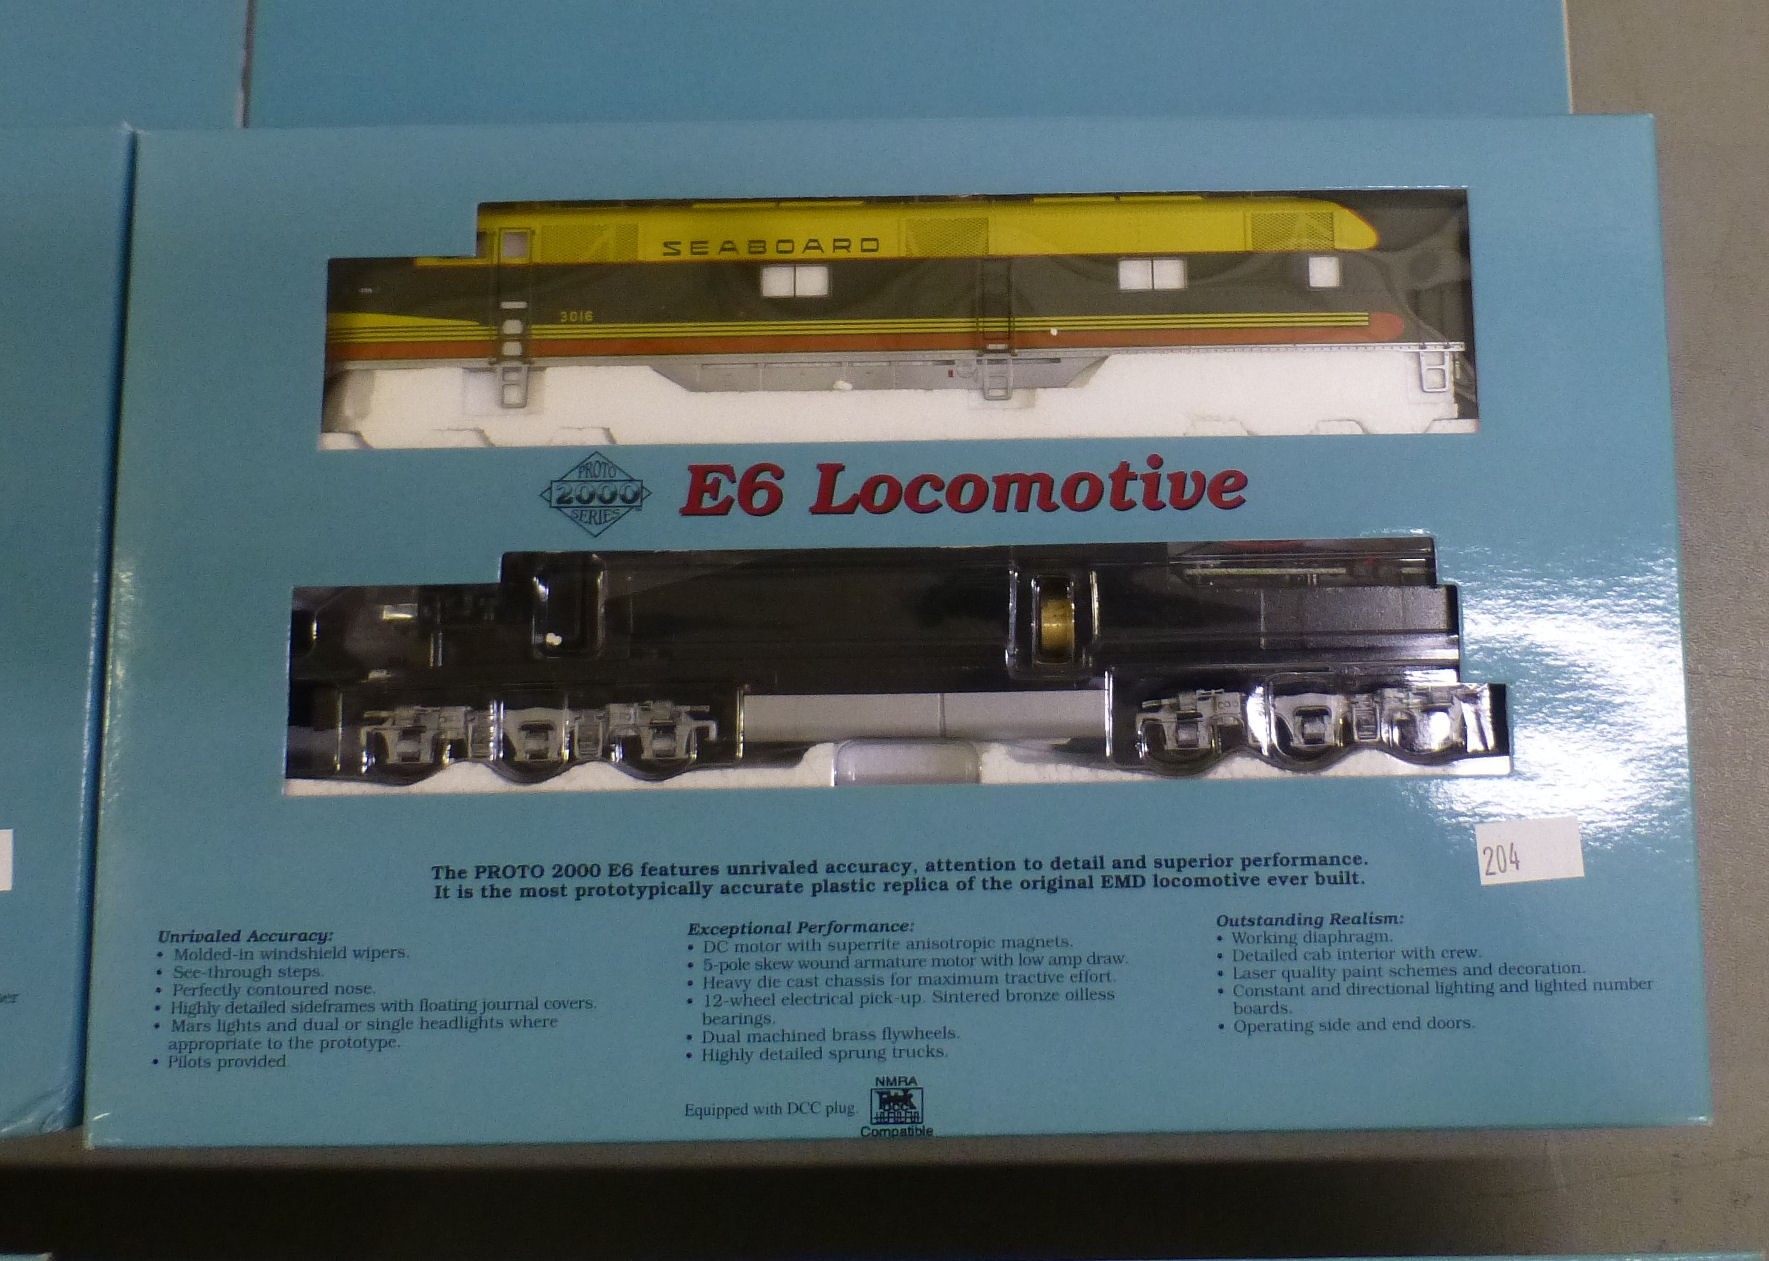 SEABOARD
3016
PROTO
2000
SERIES
E6 Locomotive
204
The PROTO 2000 E6 features unrivaled accuracy, attention to detail and superior performance.
It is the most prototypically accurate plastic replica of the original EMD locomotive ever built.
Unrivaled Accuracy:
• Molded-in windshield wipers.
• See-through steps.
• Perfectly contoured nose.
• Highly detailed sideframes with floating journal covers.
• Mars lights and dual or single headlights where
appropriate to the prototype.
• Pilots provided
Exceptional Performance:
• DC motor with superrite anisotropic magnets.
• 5-pole skew wound armature motor with low amp draw.
• Heavy die cast chassis for maximum tractive effort.
• 12-wheel electrical pick-up. Sintered bronze oilless
bearings.
• Dual machined brass flywheels.
• Highly detailed sprung trucks.
Outstanding Realism:
• Working diaphragm.
• Detailed cab interior with crew.
• Laser quality paint schemes and decoration.
• Constant and directional lighting and lighted number
boards.
• Operating side and end doors.
Equipped with DCC plug.
NMRA
DCC
Compatible